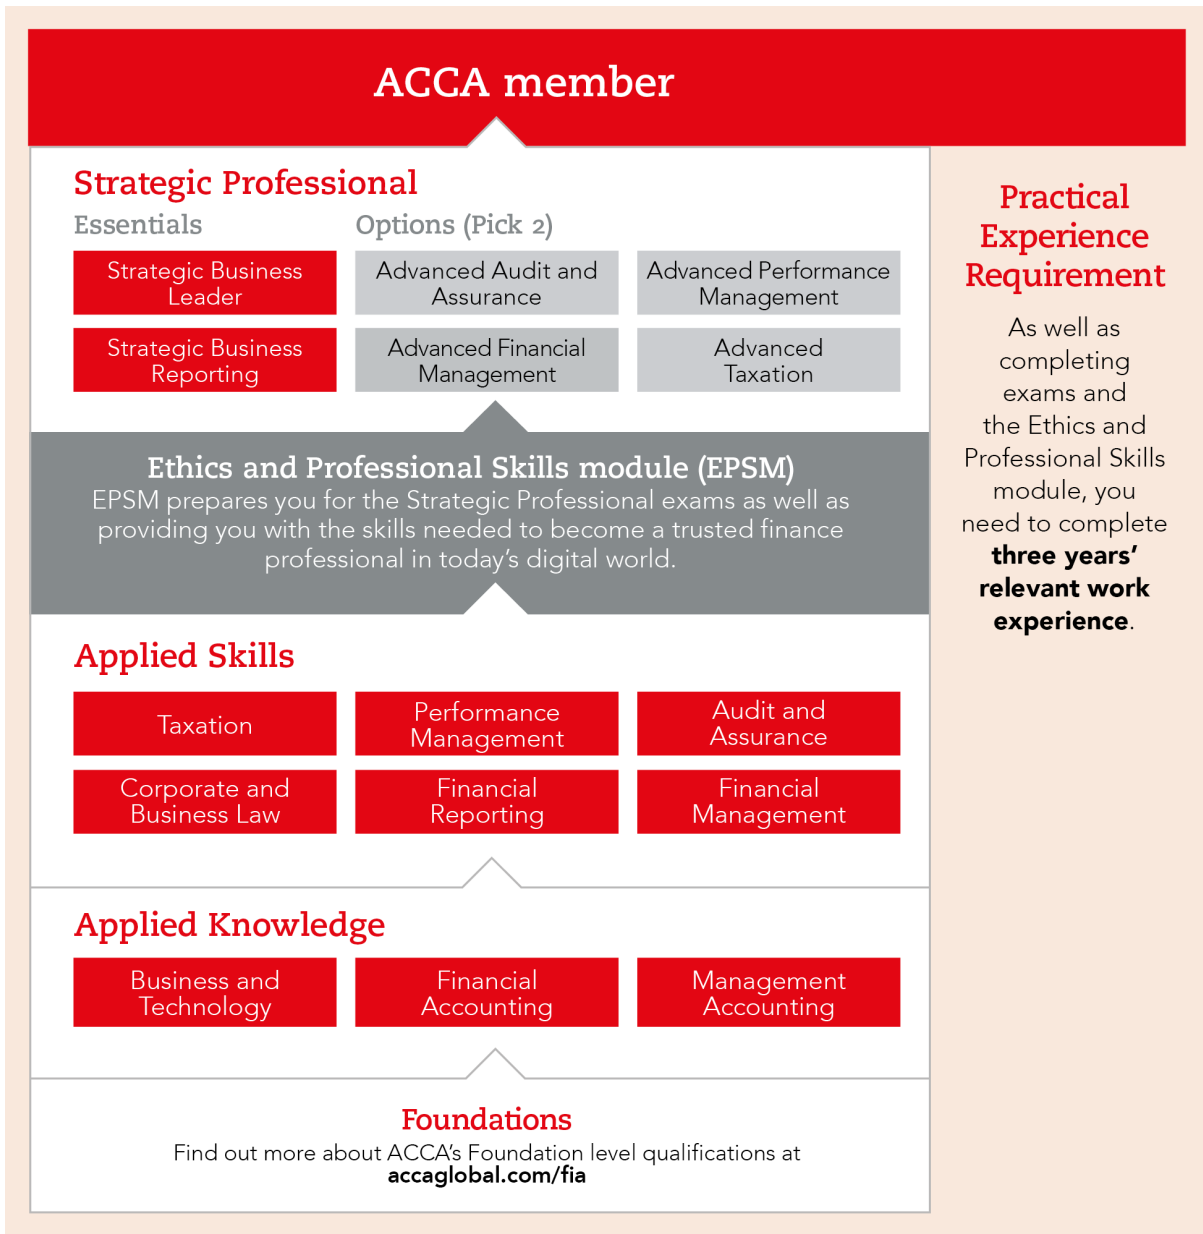 ACCA member
Strategic Professional
Essentials
Options (Pick 2)
Strategic Business
Leader
Advanced Audit and
Assurance
Advanced Performance
Management
Strategic Business
Reporting
Advanced Financial
Management
Advanced
Taxation
Ethics and Professional Skills module (EPSM)
EPSM prepares you for the Strategic Professional exams as well as
providing you with the skills needed to become a trusted finance
professional in today’s digital world.
Applied Skills
Taxation
Performance
Management
Audit and
Assurance
Corporate and
Business Law
Financial
Reporting
Financial
Management
Applied Knowledge
Business and
Technology
Financial
Accounting
Management
Accounting
Foundations
Find out more about ACCA’s Foundation level qualifications at
accaglobal.com/fia
Practical
Experience
Requirement
As well as
completing
exams and
the Ethics and
Professional Skills
module, you
need to complete
three years’
relevant work
experience.